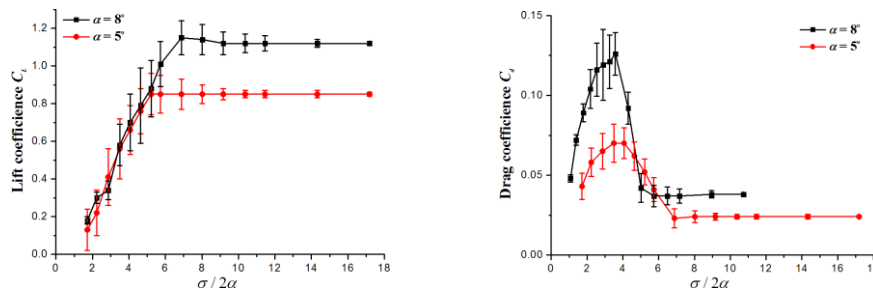 Lift coefficience C_L
1.2
1.0
0.8
0.6
0.4
0.2
0.0
α = 8°
α = 5°
0 2 4 6 8 10 12 14 16 18
σ / 2α
Drag coefficience C_d
0.15
0.10
0.05
0.00
α = 8°
α = 5°
0 2 4 6 8 10 12 14 16 18
σ / 2α